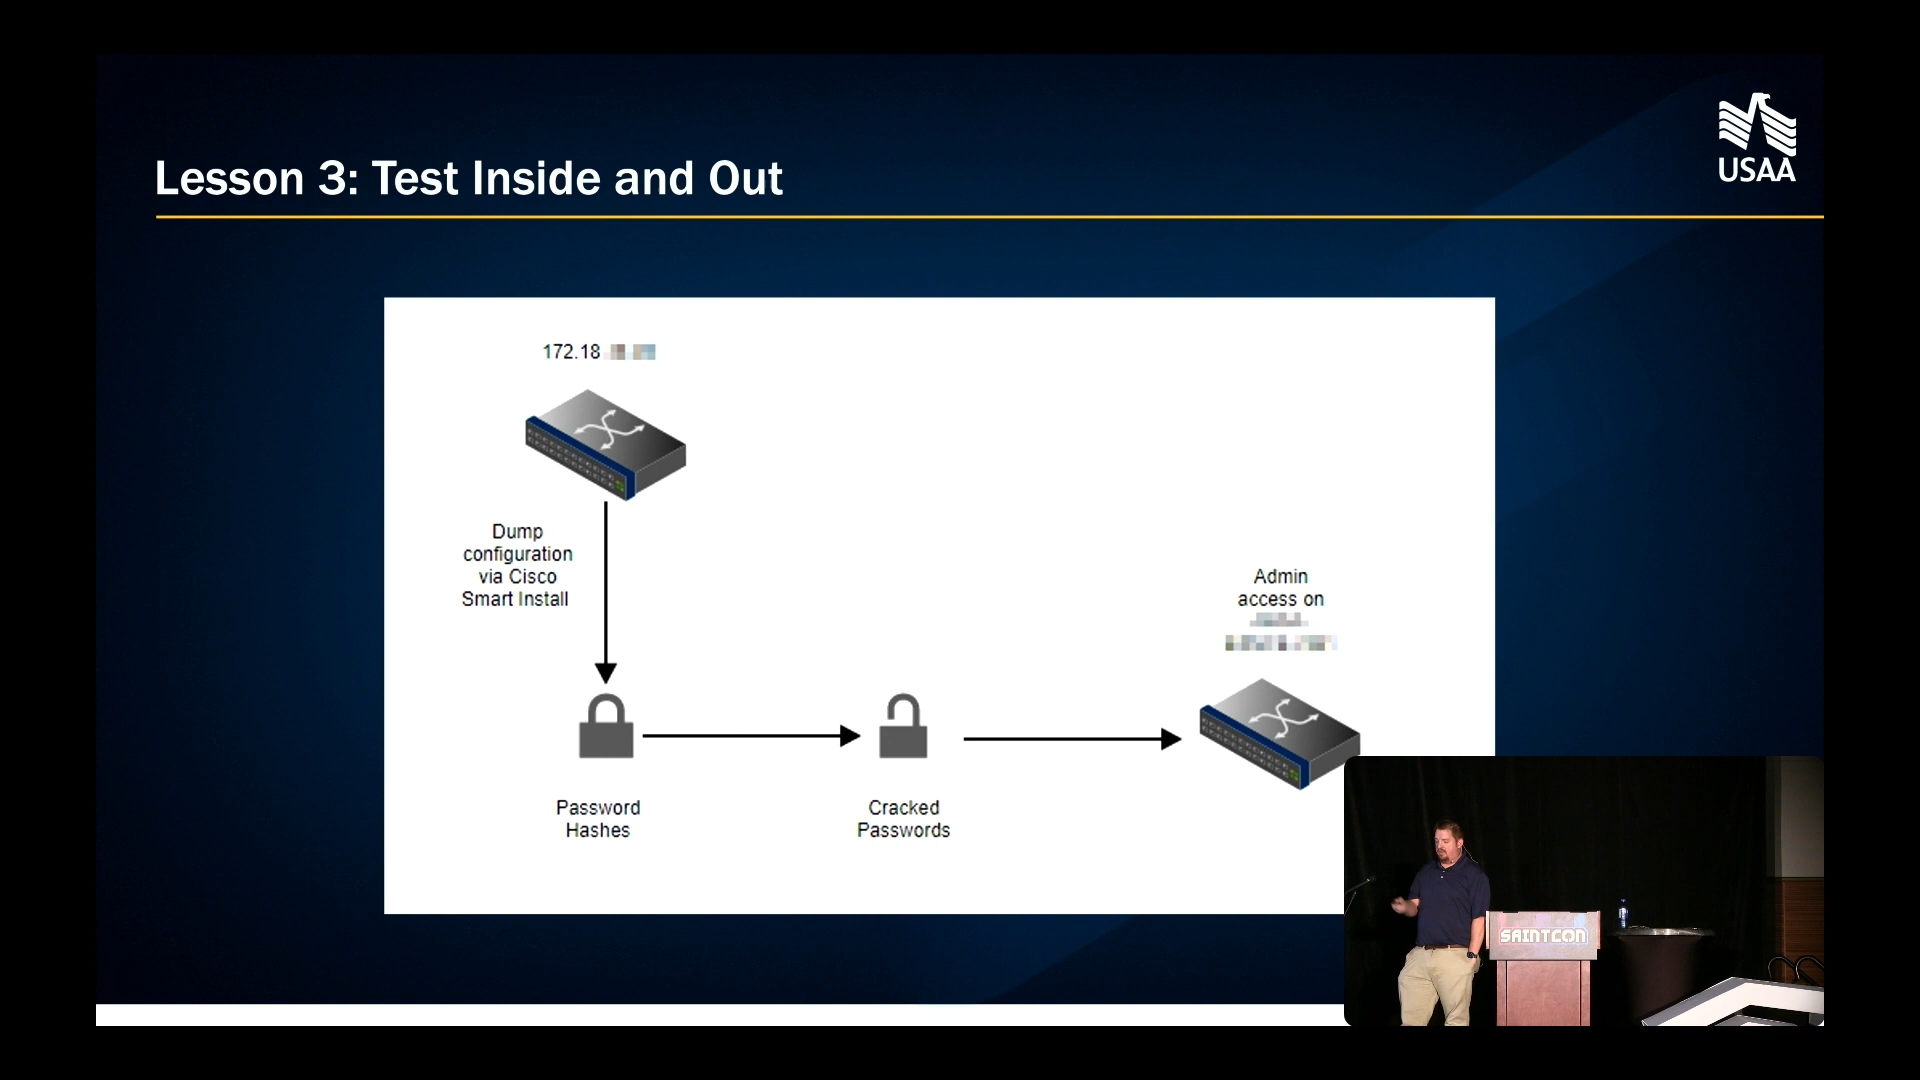 USAA
Lesson 3: Test Inside and Out
172.18
Dump
configuration
via Cisco
Smart Install
Admin
access on
Password
Hashes
Cracked
Passwords
SAINTCON